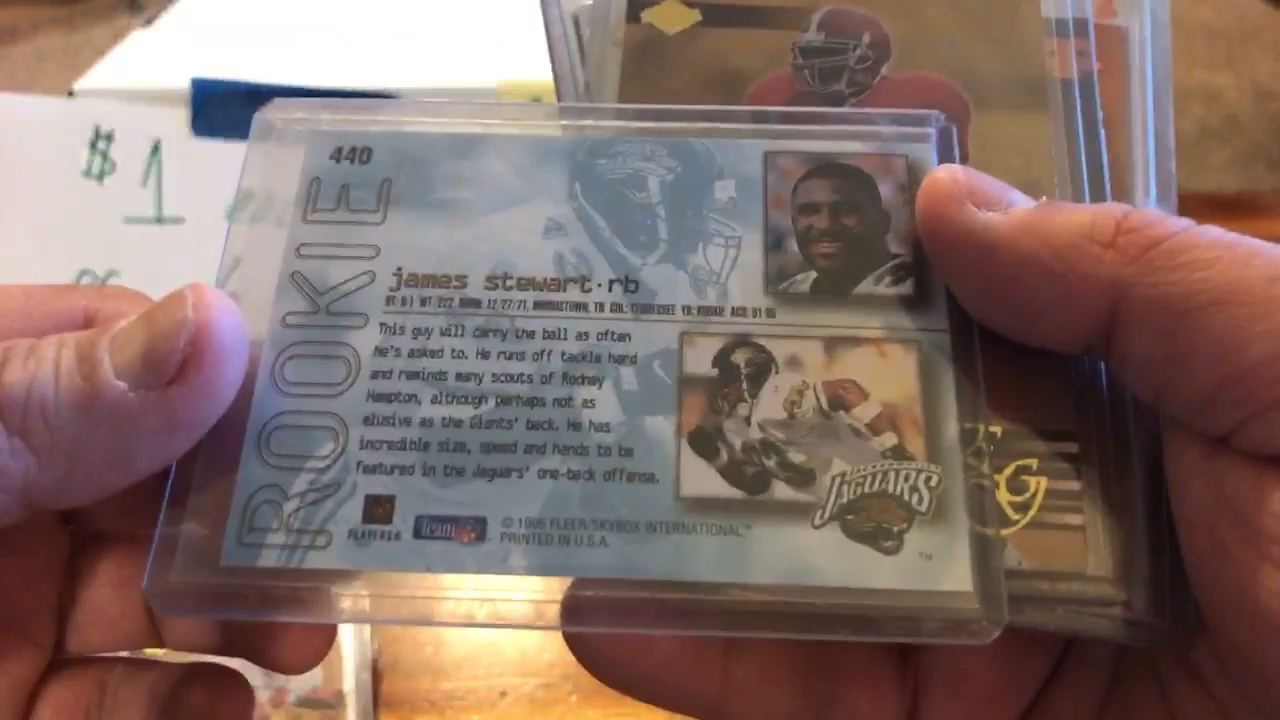 $ 1
440
ROOKIE
james stewart·rb
This guy will carry the ball as often
he's asked to. He runs off tackle hard
and reminds many scouts of Rodney
Hampton, although perhaps not as
elusive as the Giants' back. He has
incredible size, speed and hands to be
featured in the Jaguars' one-back offense.
JAGUARS
PLAYERS
Team
© 1995 FLEER/SKYBOX INTERNATIONAL™
PRINTED IN U.S.A.
TM